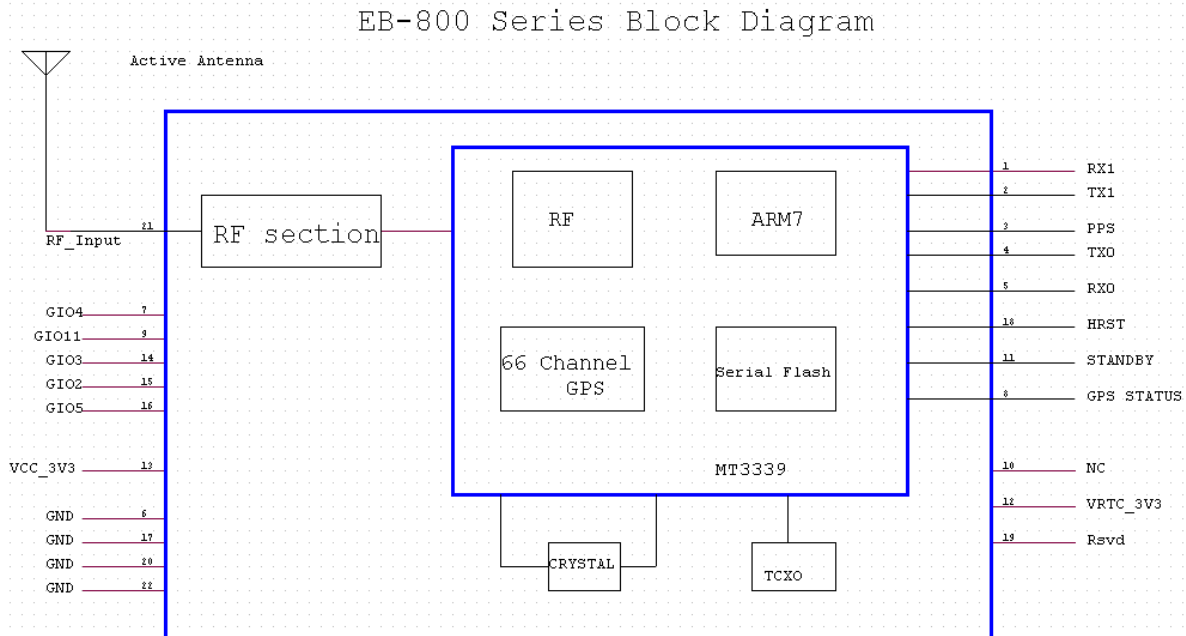 EB-800 Series Block Diagram
Active Antenna
RF_Input 21
RF section
RF
ARM7
66 Channel
GPS
Serial Flash
MT3339
CRYSTAL
TCXO
GIO4 7
GIO11 9
GIO3 14
GIO2 15
GIO5 16
VCC_3V3 13
GND 6
GND 17
GND 20
GND 22
1 RX1
2 TX1
3 PPS
4 TX0
5 RX0
18 HRST
11 STANDBY
8 GPS STATUS
10 NC
12 VRTC_3V3
19 Rsvd